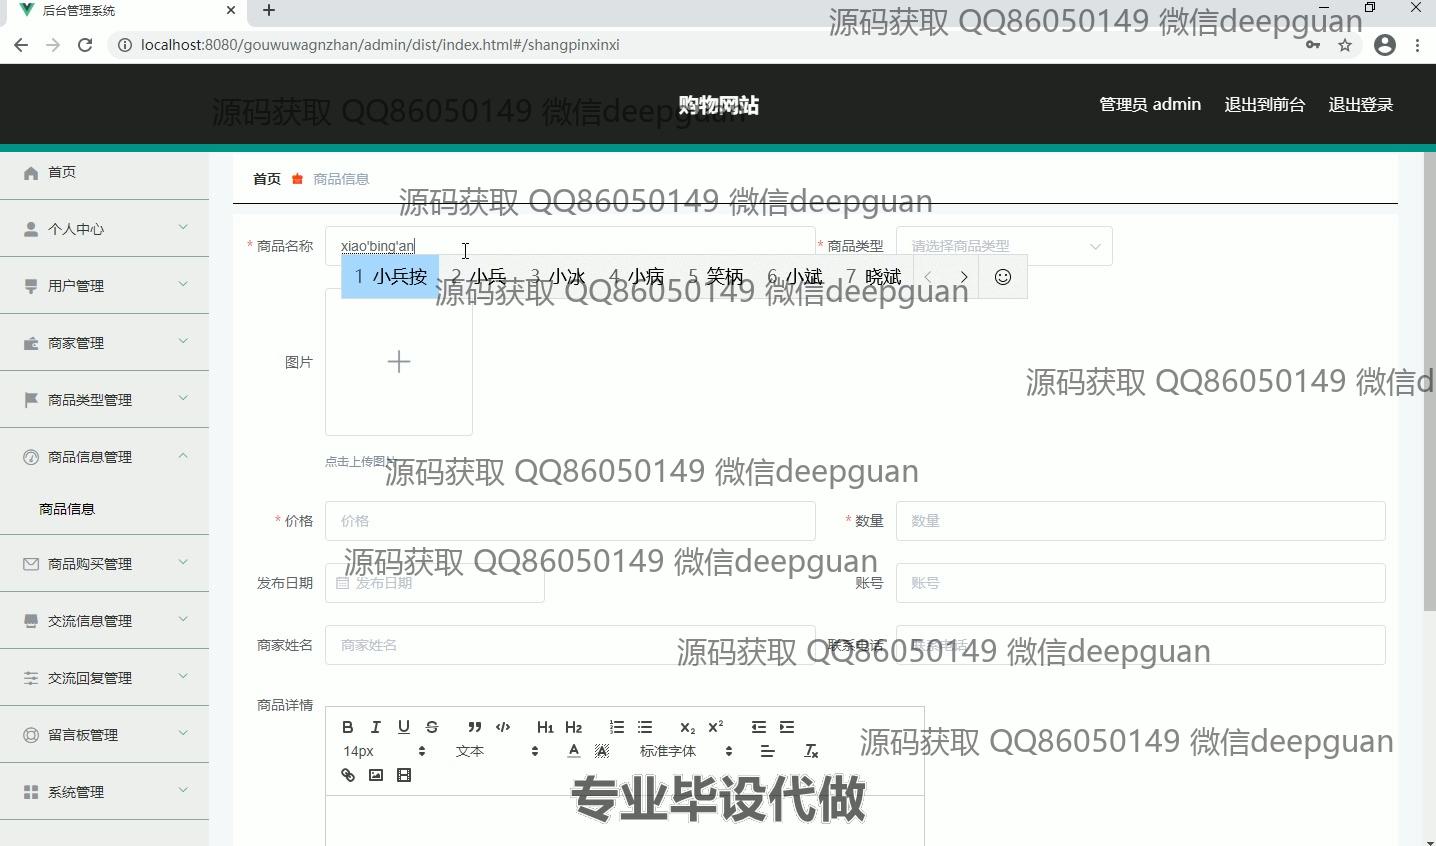 后台管理系统
源码获取 QQ86050149 微信deepguan
localhost:8080/gouwuwagnzhan/admin/dist/index.html#/shangpinxinxi
源码获取 QQ86050149 微信deepguan
购物网站
管理员 admin 退出到前台 退出登录
首页
个人中心
用户管理
商家管理
商品类型管理
商品信息管理
商品信息
商品购买管理
交流信息管理
交流回复管理
留言板管理
系统管理
首页 商品信息
源码获取 QQ86050149 微信deepguan
* 商品名称 xiao'bing'an * 商品类型 请选择商品类型
1 小兵按 2 小兵 3 小冰 4 小病 5 笑柄 6 小斌 7 晓斌
源码获取 QQ86050149 微信deepguan
图片
源码获取 QQ86050149 微信d
点击上传图片
源码获取 QQ86050149 微信deepguan
* 价格 价格 * 数量 数量
源码获取 QQ86050149 微信deepguan
发布日期 发布日期 账号 账号
商家姓名 商家姓名 联系电话 联系电话
源码获取 QQ86050149 微信deepguan
商品详情
B I U S H1 H2 x2 x2
14px 文本 A A 标准字体 Tx
源码获取 QQ86050149 微信deepguan
专业毕设代做